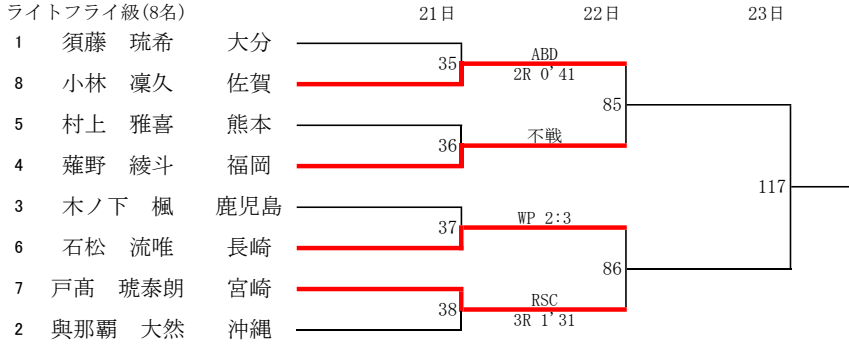 ライトフライ級(8名) 21日 22日 23日
1 須藤 琉希 大分
35 ABD
2R 0'41
8 小林 凜久 佐賀
85
5 村上 雅喜 熊本
36 不戦
4 薙野 綾斗 福岡
117
3 木ノ下 楓 鹿児島
37 WP 2:3
6 石松 流唯 長崎
86
7 戸髙 琥泰朗 宮崎
38 RSC
3R 1'31
2 與那覇 大然 沖縄